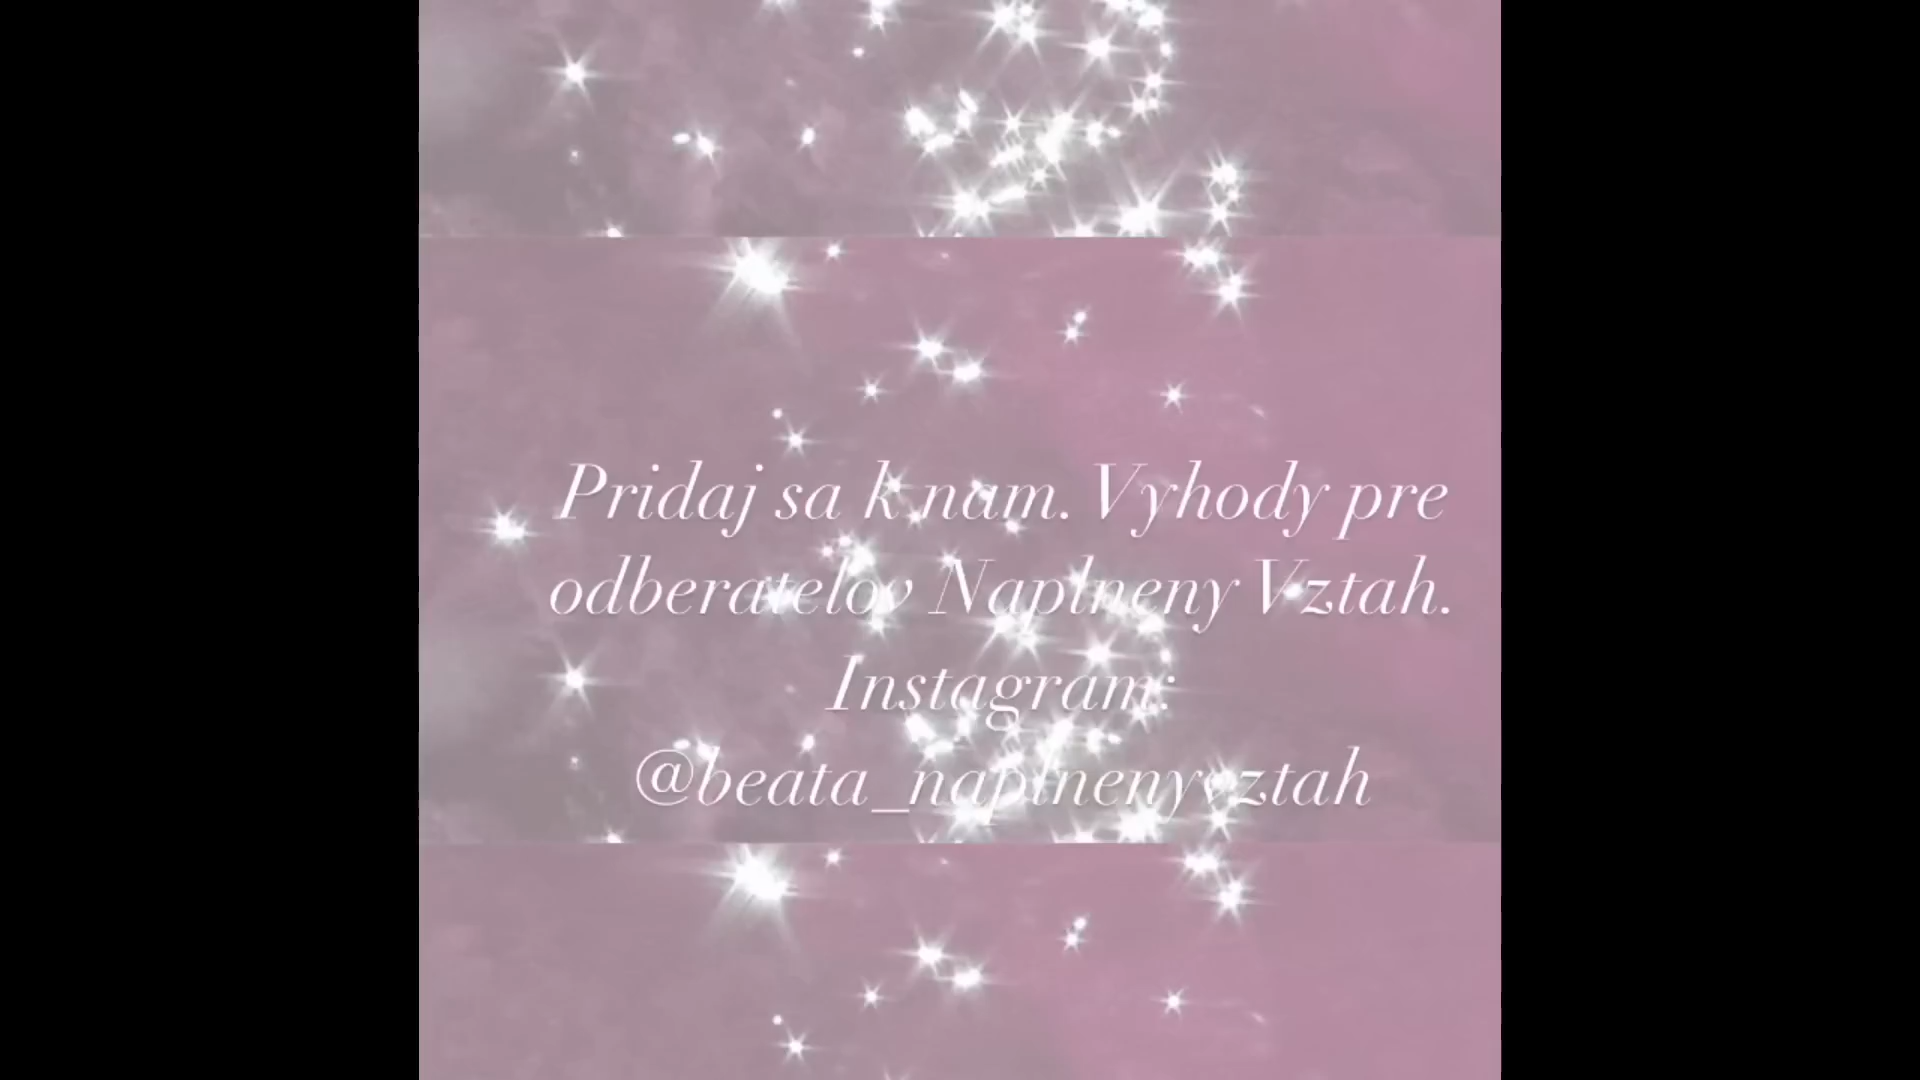 Pridaj sa k nam. Vyhody pre
odberatelov Naplneny Vztah.
Instagram:
@beata_naplnenyvztah